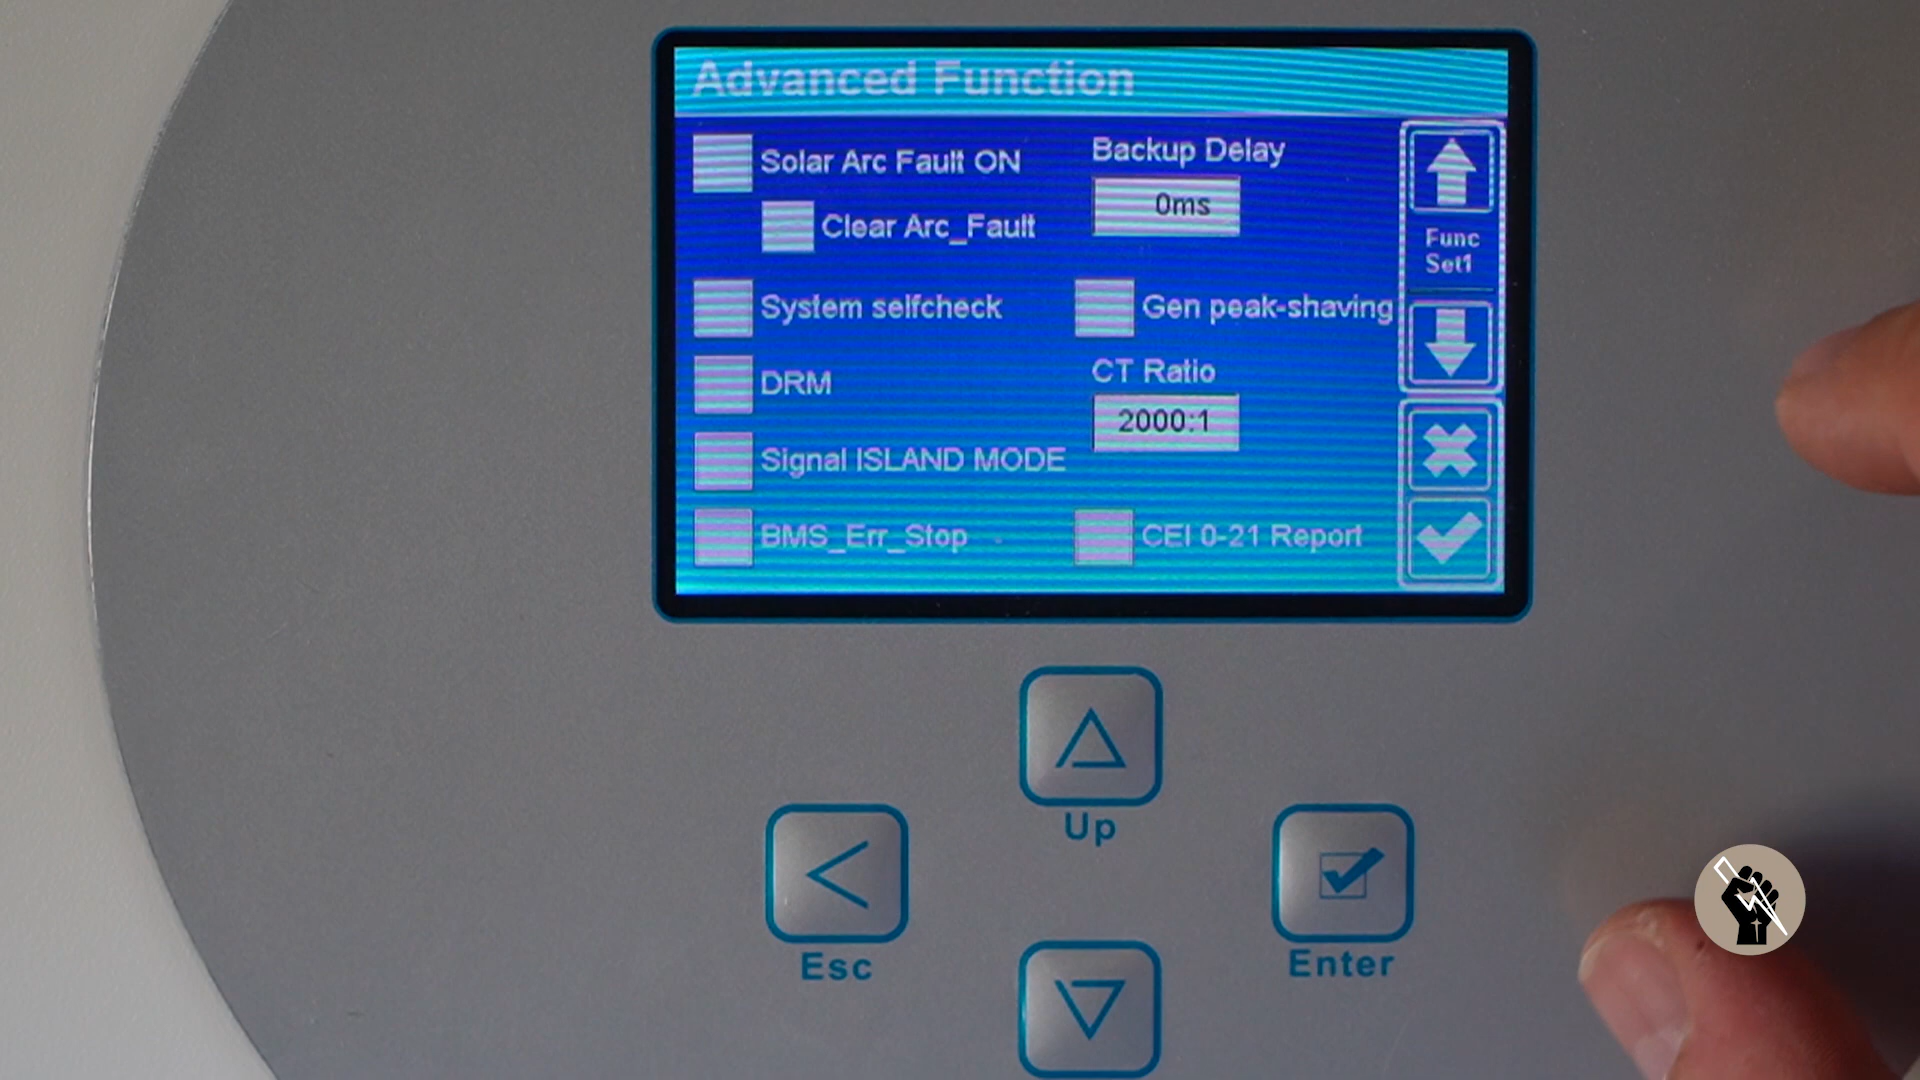 Advanced Function
Solar Arc Fault ON
Backup Delay
0ms
Clear Arc_Fault
Func
Set1
System selfcheck
Gen peak-shaving
DRM
CT Ratio
2000:1
Signal ISLAND MODE
BMS_Err_Stop
CEI 0-21 Report
Up
Esc
Enter